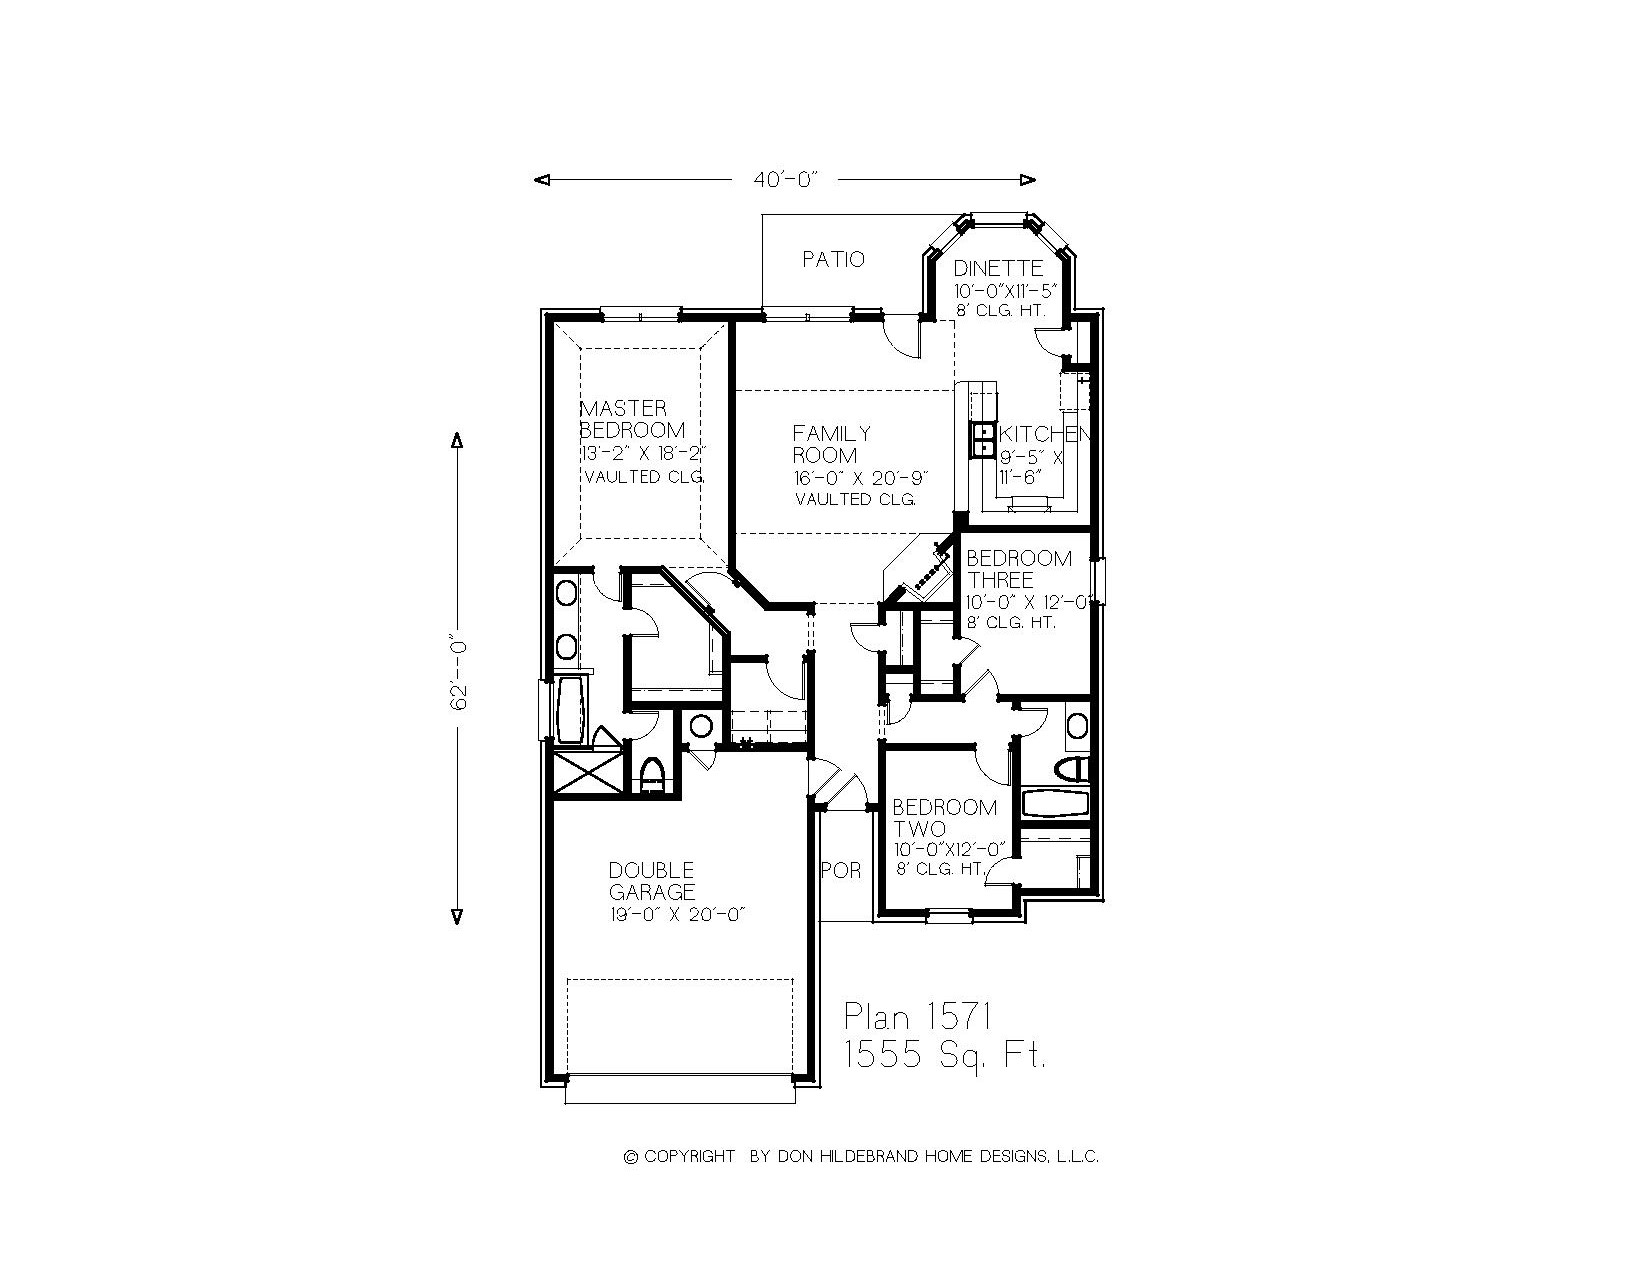 40'-0"
PATIO
DINETTE
10'-0"X11'-5"
8' CLG. HT.
MASTER
BEDROOM
13'-2" X 18'-2"
VAULTED CLG.
FAMILY
ROOM
16'-0" X 20'-9"
VAULTED CLG.
KITCHEN
9'-5" X
11'-6"
BEDROOM
THREE
10'-0" X 12'-0"
8' CLG. HT.
62'-0"
BEDROOM
TWO
10'-0"X12'-0"
8' CLG. HT.
POR
DOUBLE
GARAGE
19'-0" X 20'-0"
Plan 1571
1555 Sq. Ft.
© COPYRIGHT BY DON HILDEBRAND HOME DESIGNS, L.L.C.